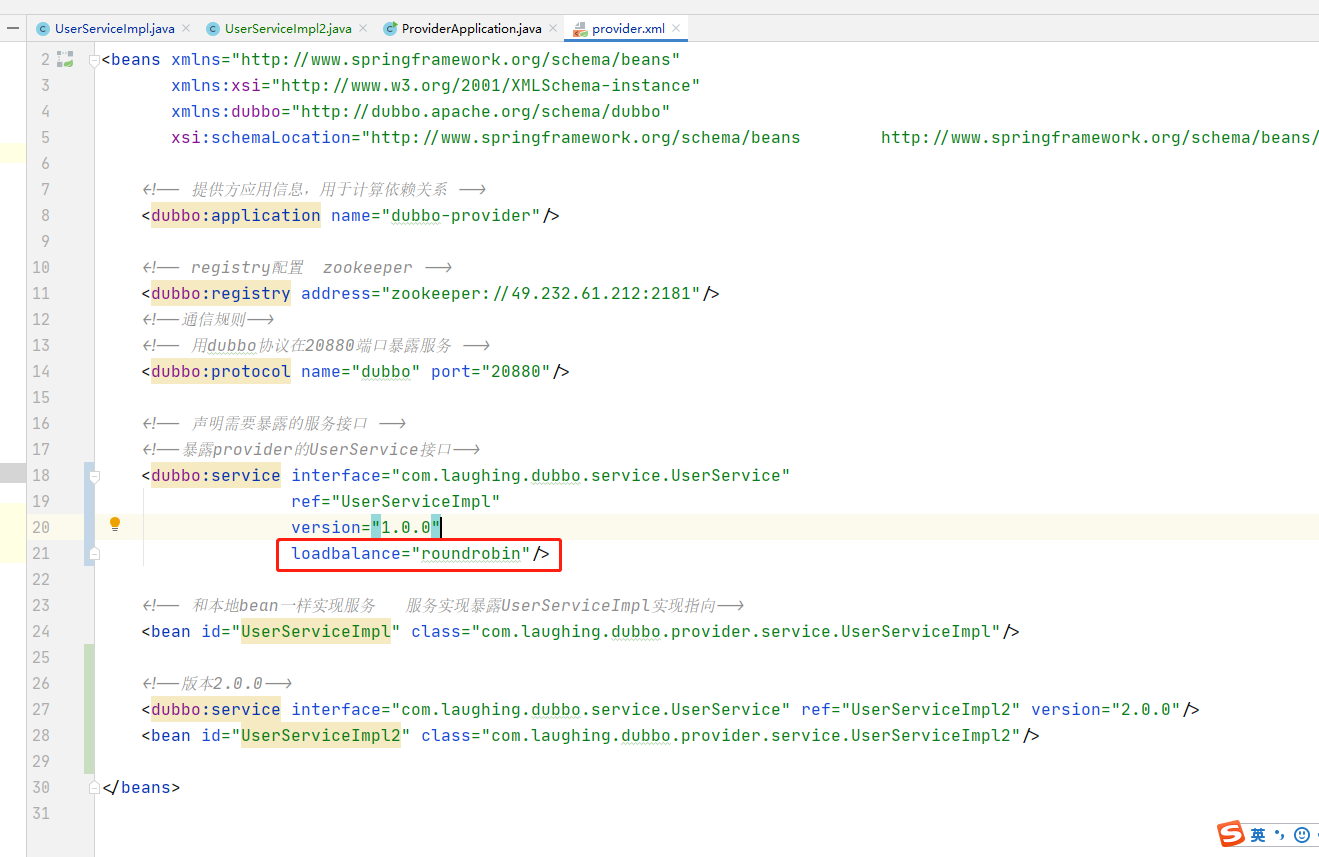 UserServiceImpl.java UserServiceImpl2.java ProviderApplication.java provider.xml
2 <beans xmlns="http://www.springframework.org/schema/beans"
3 xmlns:xsi="http://www.w3.org/2001/XMLSchema-instance"
4 xmlns:dubbo="http://dubbo.apache.org/schema/dubbo"
5 xsi:schemaLocation="http://www.springframework.org/schema/beans http://www.springframework.org/schema/beans/
6
7 <!-- 提供方应用信息，用于计算依赖关系 -->
8 <dubbo:application name="dubbo-provider"/>
9
10 <!-- registry配置 zookeeper -->
11 <dubbo:registry address="zookeeper://49.232.61.212:2181"/>
12 <!--通信规则-->
13 <!-- 用dubbo协议在20880端口暴露服务 -->
14 <dubbo:protocol name="dubbo" port="20880"/>
15
16 <!-- 声明需要暴露的服务接口 -->
17 <!--暴露provider的UserService接口-->
18 <dubbo:service interface="com.laughing.dubbo.service.UserService"
19 ref="UserServiceImpl"
20 version="1.0.0"
21 loadbalance="roundrobin"/>
22
23 <!-- 和本地bean一样实现服务 服务实现暴露UserServiceImpl实现指向-->
24 <bean id="UserServiceImpl" class="com.laughing.dubbo.provider.service.UserServiceImpl"/>
25
26 <!--版本2.0.0-->
27 <dubbo:service interface="com.laughing.dubbo.service.UserService" ref="UserServiceImpl2" version="2.0.0"/>
28 <bean id="UserServiceImpl2" class="com.laughing.dubbo.provider.service.UserServiceImpl2"/>
29
30 </beans>
31
S 英 •,